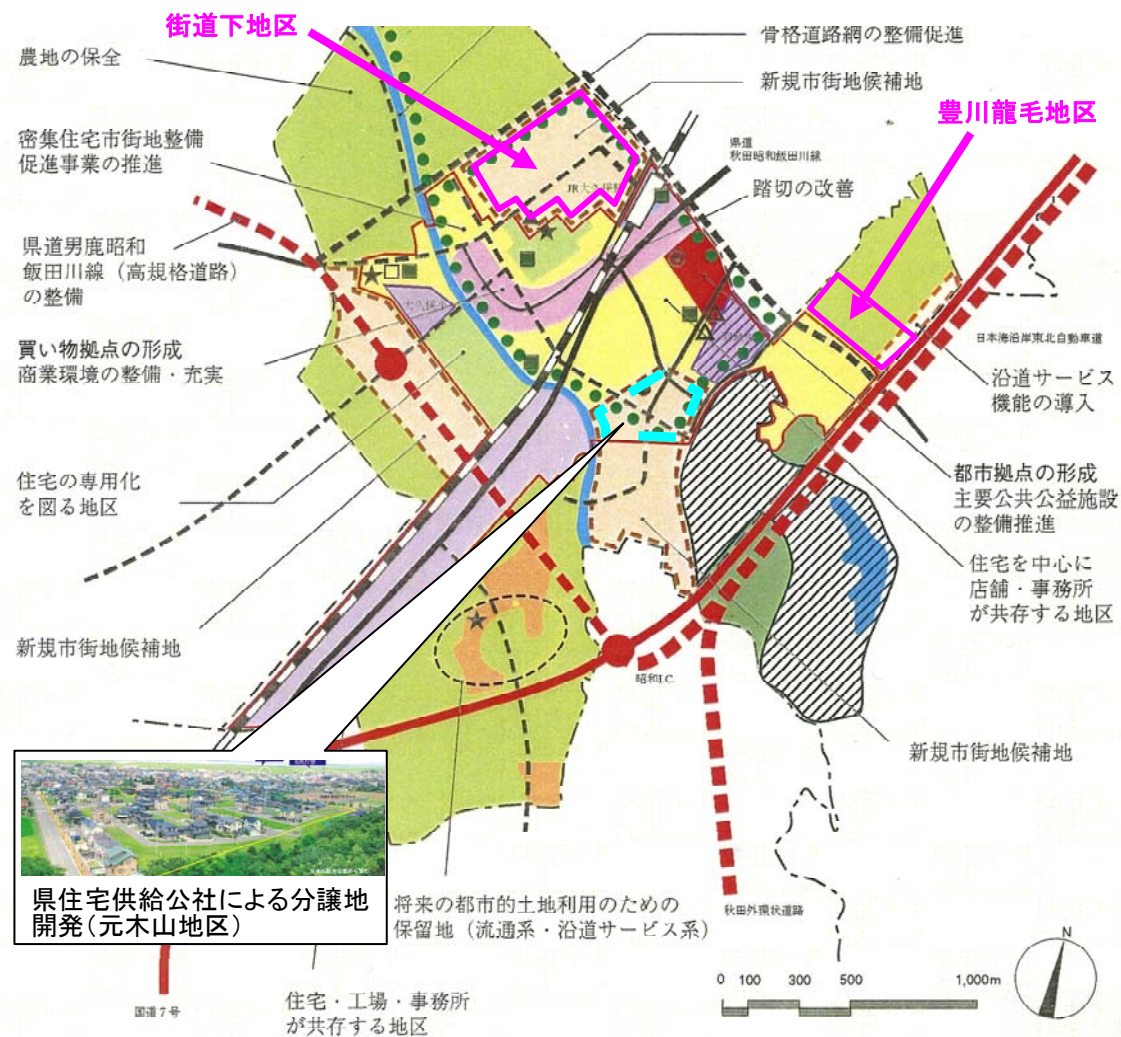 街道下地区
農地の保全
骨格道路網の整備促進
新規市街地候補地
豊川龍毛地区
密集住宅市街地整備
促進事業の推進
県道
秋田昭和飯田川線
踏切の改善
県道男鹿昭和
飯田川線（高規格道路）
の整備
買い物拠点の形成
商業環境の整備・充実
日本海沿岸東北自動車道
沿道サービス
機能の導入
住宅の専用化
を図る地区
都市拠点の形成
主要公共公益施設
の整備推進
住宅を中心に
店舗・事務所
が共存する地区
新規市街地候補地
昭和I.C.
新規市街地候補地
県住宅供給公社による分譲地
開発（元木山地区）
将来の都市的土地利用のための
保留地（流通系・沿道サービス系）
秋田外環状道路
国道7号
住宅・工場・事務所
が共存する地区
0 100 300 500 1,000m
N